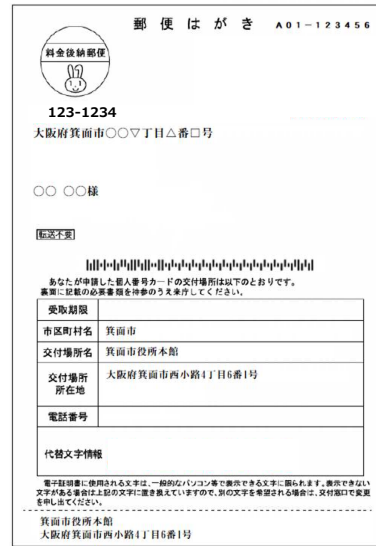 郵便はがき A01-123456
料金後納郵便
123-1234
大阪府箕面市〇〇▽丁目△番□号
〇〇 〇〇様
転送不要
あなたが申請した個人番号カードの交付場所は以下のとおりです。
裏面に記載の必要書類を持参のうえ来庁してください。
受取期限
市区町村名 箕面市
交付場所名 箕面市役所本館
交付場所 大阪府箕面市西小路4丁目6番1号
所在地
電話番号
代替文字情報
電子証明書に使用される文字は、一般的なパソコン等で表示できる文字に限られます。表示できない
文字がある場合は上記の文字に置き換えていますので、別の文字を希望される場合は、交付窓口で変更
を申し出てください。
箕面市役所本館
大阪府箕面市西小路4丁目6番1号